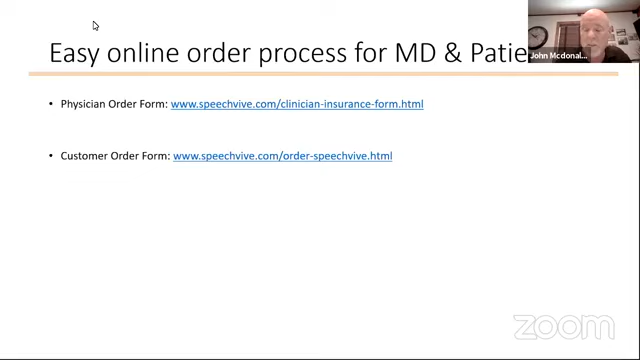 Easy online order process for MD & Patie
John Mcdonal...
• Physician Order Form: www.speechvive.com/clinician-insurance-form.html
• Customer Order Form: www.speechvive.com/order-speechvive.html
zoom